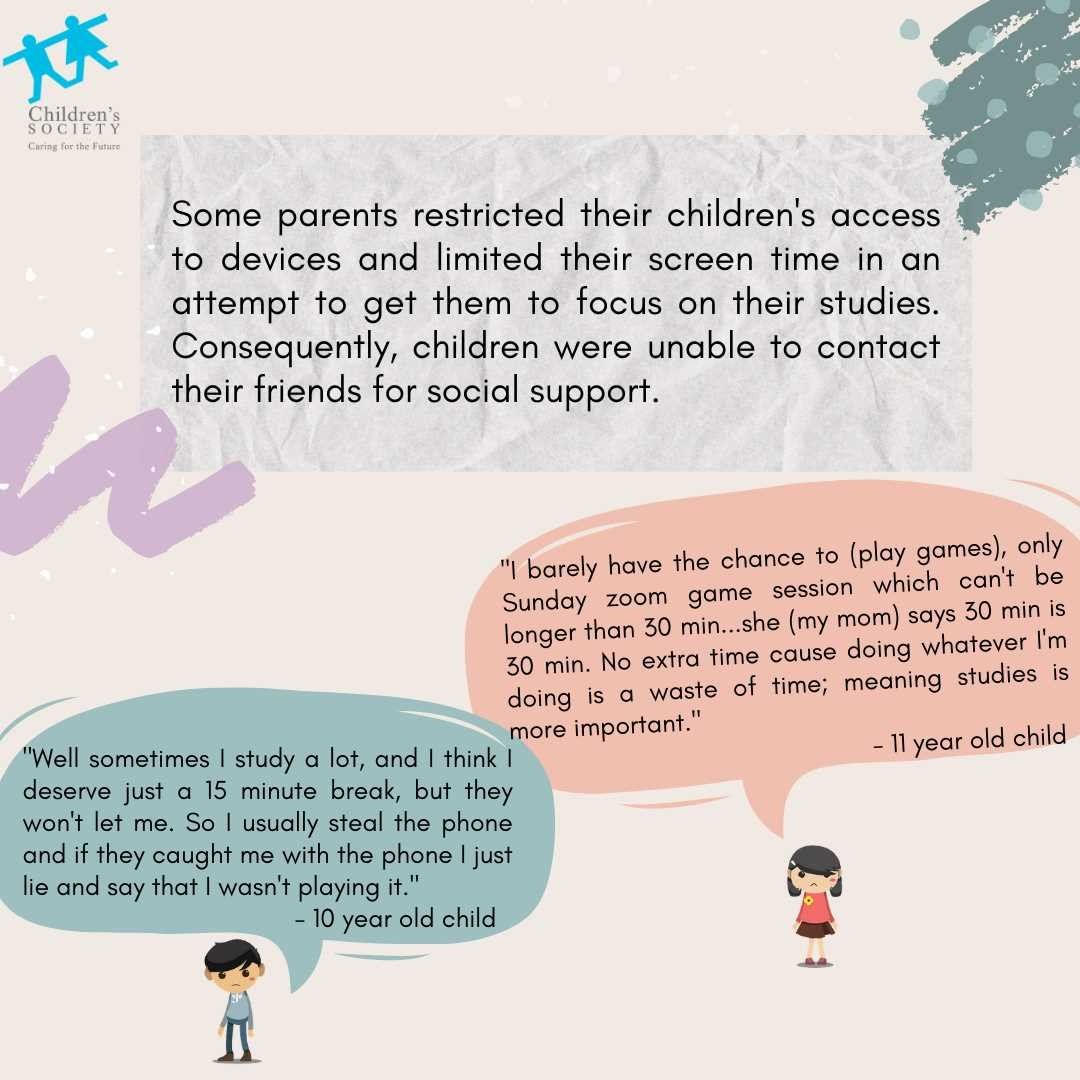 Children's
SOCIETY
Caring for the Future
Some parents restricted their children's access
to devices and limited their screen time in an
attempt to get them to focus on their studies.
Consequently, children were unable to contact
their friends for social support.
"I barely have the chance to (play games), only
Sunday zoom game session which can't be
longer than 30 min...she (my mom) says 30 min is
30 min. No extra time cause doing whatever I'm
doing is a waste of time; meaning studies is
more important."
- 11 year old child
"Well sometimes I study a lot, and I think I
deserve just a 15 minute break, but they
won't let me. So I usually steal the phone
and if they caught me with the phone I just
lie and say that I wasn't playing it."
- 10 year old child